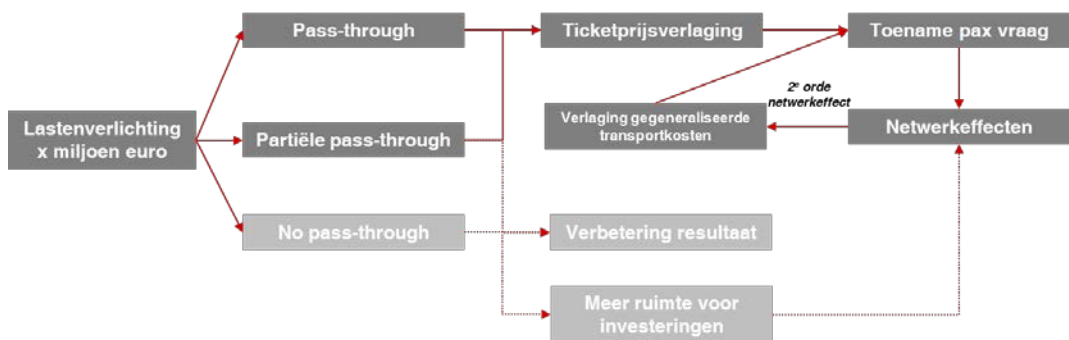 Pass-through
Ticketprijsverlaging
Toename pax vraag
2e orde
netwerkeffect
Lastenverlichting
x miljoen euro
Partiële pass-through
Verlaging gegeneraliseerde
transportkosten
Netwerkeffecten
No pass-through
Verbetering resultaat
Meer ruimte voor
investeringen